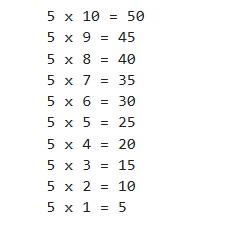 5 x 10 = 50
5 x 9 = 45
5 x 8 = 40
5 x 7 = 35
5 x 6 = 30
5 x 5 = 25
5 x 4 = 20
5 x 3 = 15
5 x 2 = 10
5 x 1 = 5